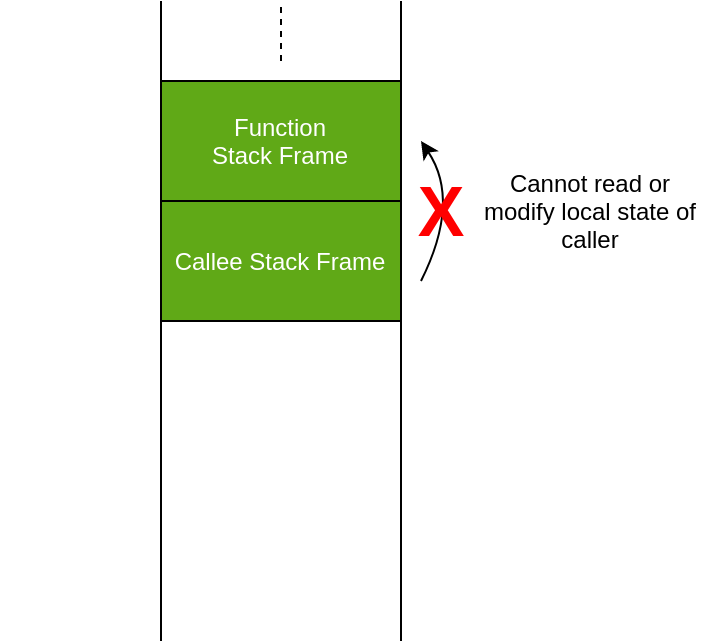 Function
Stack Frame
Callee Stack Frame
X
Cannot read or
modify local state of
caller